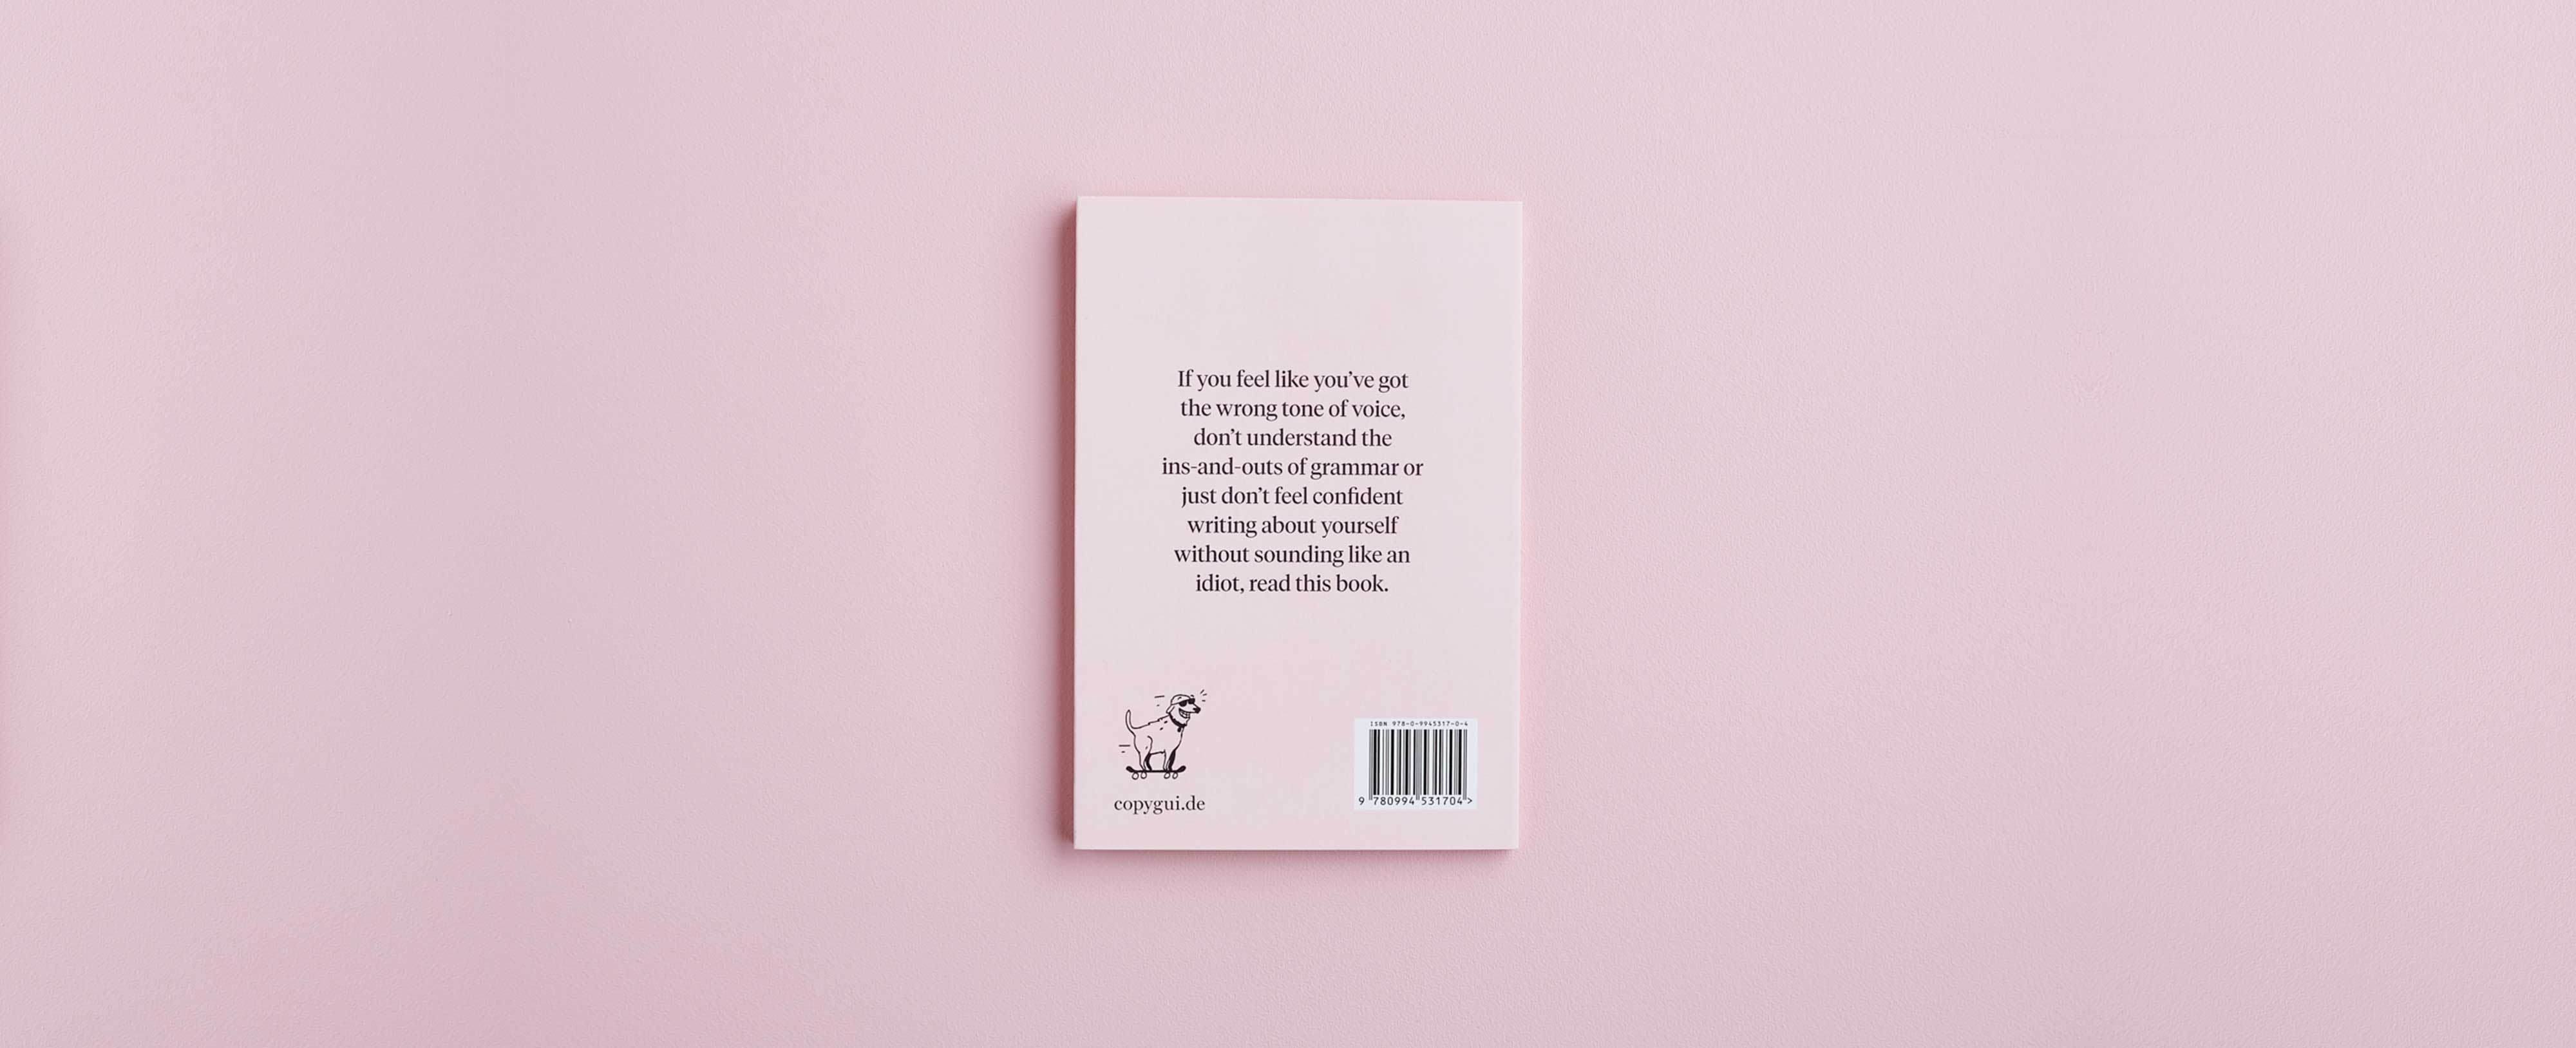 If you feel like you’ve got
the wrong tone of voice,
don’t understand the
ins-and-outs of grammar or
just don’t feel confident
writing about yourself
without sounding like an
idiot, read this book.
copygui.de
ISBN 978-0-9945317-0-4
9 780994 531704 >